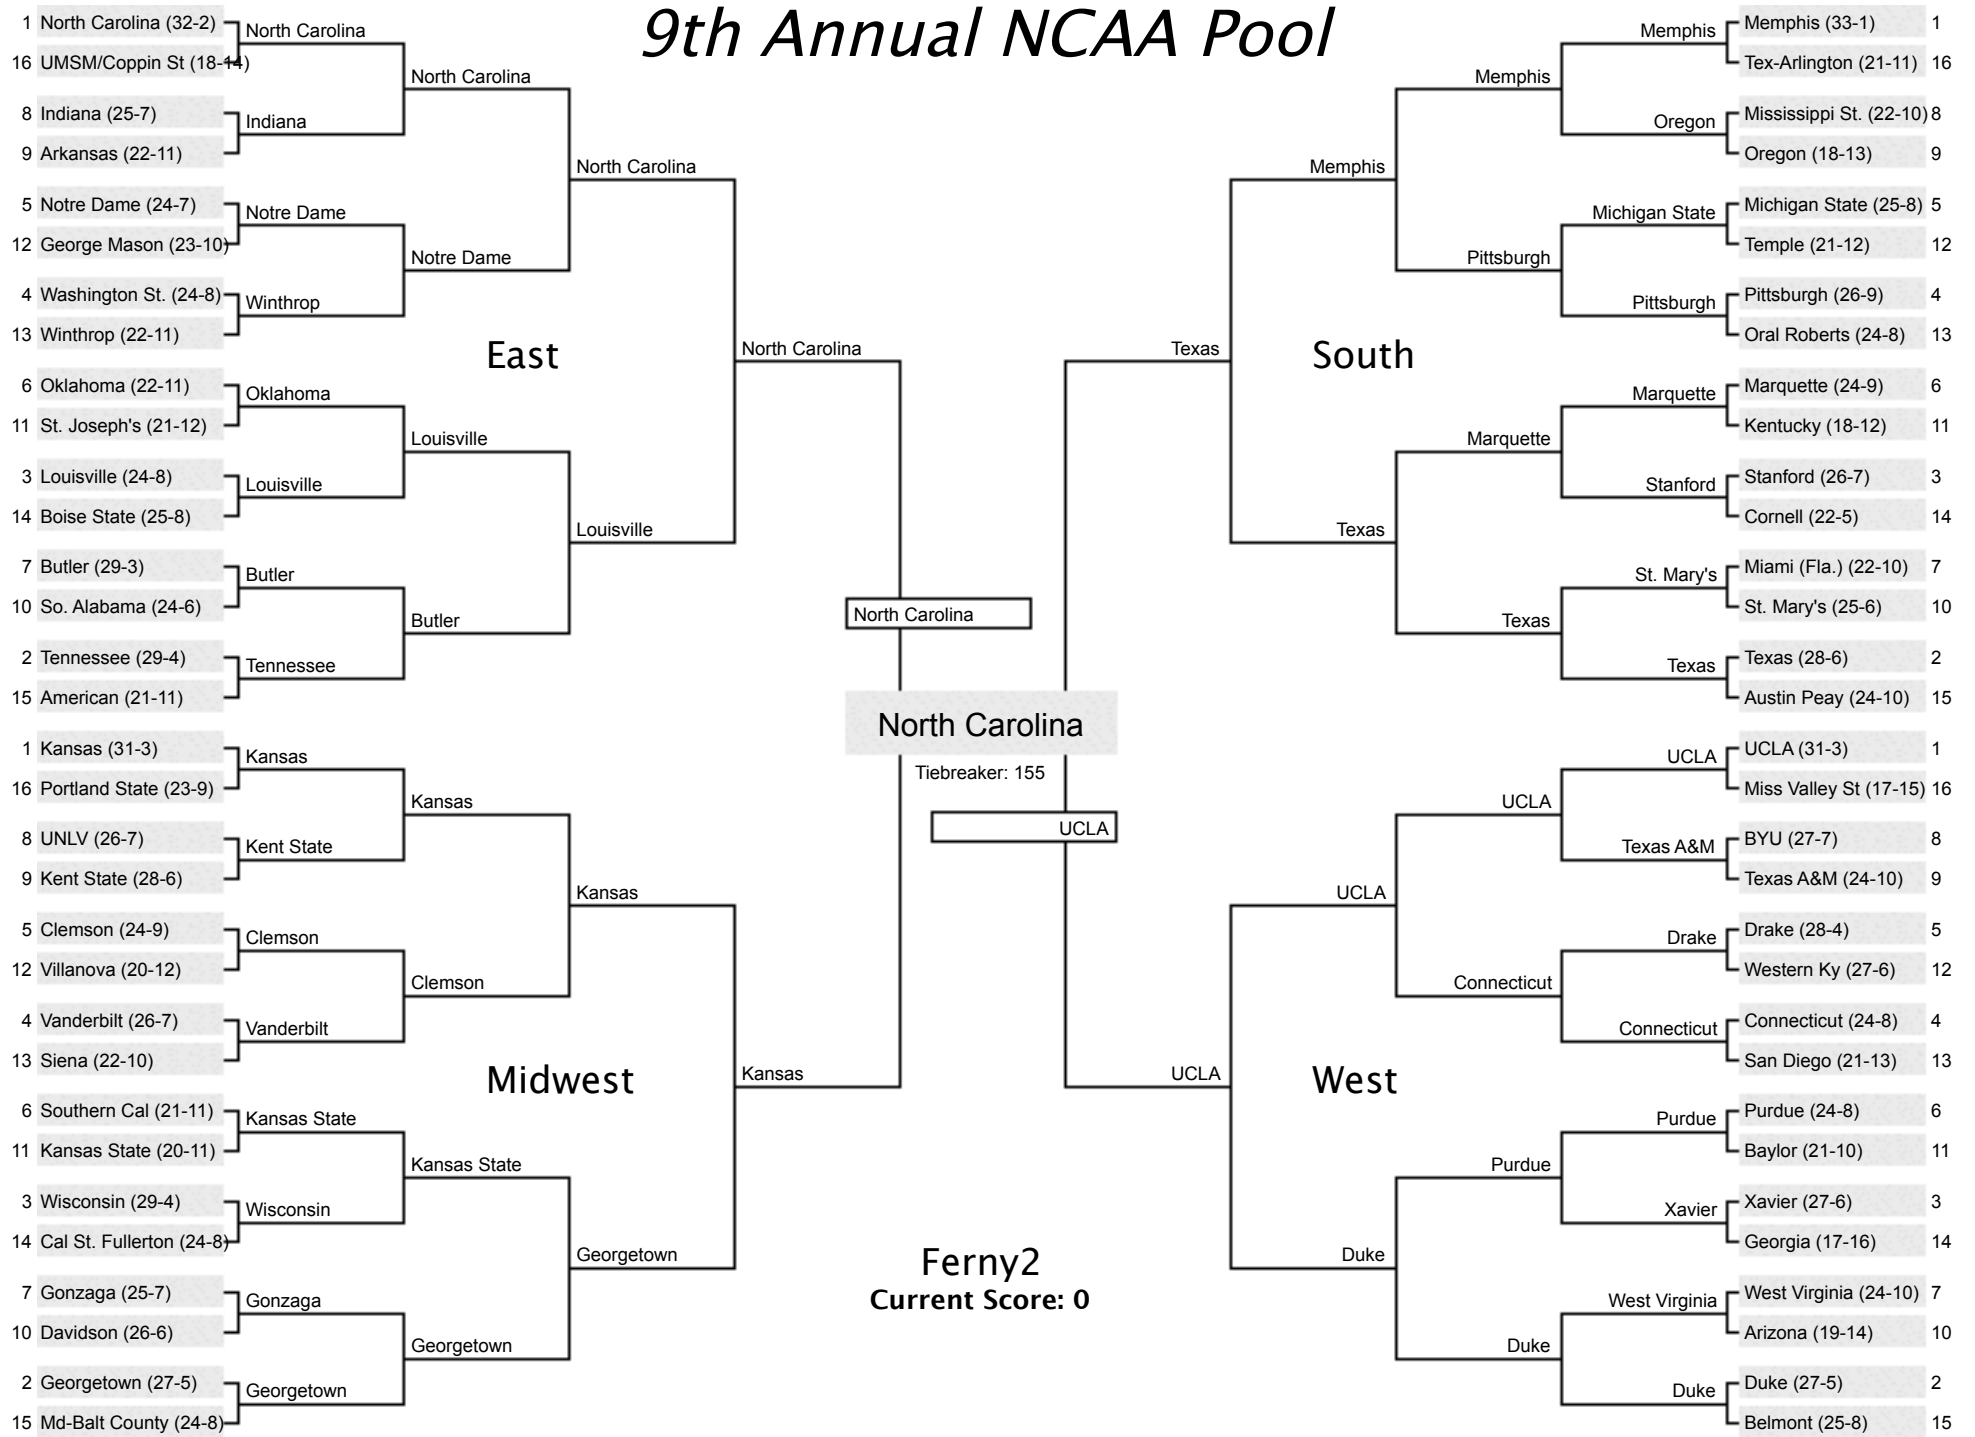 9th Annual NCAA Pool
1 North Carolina (32-2)
16 UMSM/Coppin St (18-14)
8 Indiana (25-7)
9 Arkansas (22-11)
5 Notre Dame (24-7)
12 George Mason (23-10)
4 Washington St. (24-8)
13 Winthrop (22-11)
6 Oklahoma (22-11)
11 St. Joseph's (21-12)
3 Louisville (24-8)
14 Boise State (25-8)
7 Butler (29-3)
10 So. Alabama (24-6)
2 Tennessee (29-4)
15 American (21-11)
North Carolina
Indiana
Notre Dame
Winthrop
Oklahoma
Louisville
Butler
Tennessee
North Carolina
Notre Dame
Louisville
Butler
North Carolina
Louisville
East
North Carolina
1 Kansas (31-3)
16 Portland State (23-9)
8 UNLV (26-7)
9 Kent State (28-6)
5 Clemson (24-9)
12 Villanova (20-12)
4 Vanderbilt (26-7)
13 Siena (22-10)
6 Southern Cal (21-11)
11 Kansas State (20-11)
3 Wisconsin (29-4)
14 Cal St. Fullerton (24-8)
7 Gonzaga (25-7)
10 Davidson (26-6)
2 Georgetown (27-5)
15 Md-Balt County (24-8)
Kansas
Kent State
Clemson
Vanderbilt
Kansas State
Wisconsin
Gonzaga
Georgetown
Kansas
Clemson
Kansas State
Georgetown
Kansas
Georgetown
Midwest
Kansas
North Carolina
North Carolina
Tiebreaker: 155
UCLA
Ferny2
Current Score: 0
Memphis (33-1) 1
Tex-Arlington (21-11) 16
Mississippi St. (22-10) 8
Oregon (18-13) 9
Michigan State (25-8) 5
Temple (21-12) 12
Pittsburgh (26-9) 4
Oral Roberts (24-8) 13
Marquette (24-9) 6
Kentucky (18-12) 11
Stanford (26-7) 3
Cornell (22-5) 14
Miami (Fla.) (22-10) 7
St. Mary's (25-6) 10
Texas (28-6) 2
Austin Peay (24-10) 15
Memphis
Oregon
Michigan State
Pittsburgh
Marquette
Stanford
St. Mary's
Texas
Memphis
Pittsburgh
Marquette
Texas
Memphis
Texas
South
Texas
UCLA (31-3) 1
Miss Valley St (17-15) 16
BYU (27-7) 8
Texas A&M (24-10) 9
Drake (28-4) 5
Western Ky (27-6) 12
Connecticut (24-8) 4
San Diego (21-13) 13
Purdue (24-8) 6
Baylor (21-10) 11
Xavier (27-6) 3
Georgia (17-16) 14
West Virginia (24-10) 7
Arizona (19-14) 10
Duke (27-5) 2
Belmont (25-8) 15
UCLA
Texas A&M
Drake
Connecticut
Purdue
Xavier
West Virginia
Duke
UCLA
Connecticut
Purdue
Duke
UCLA
Duke
West
UCLA